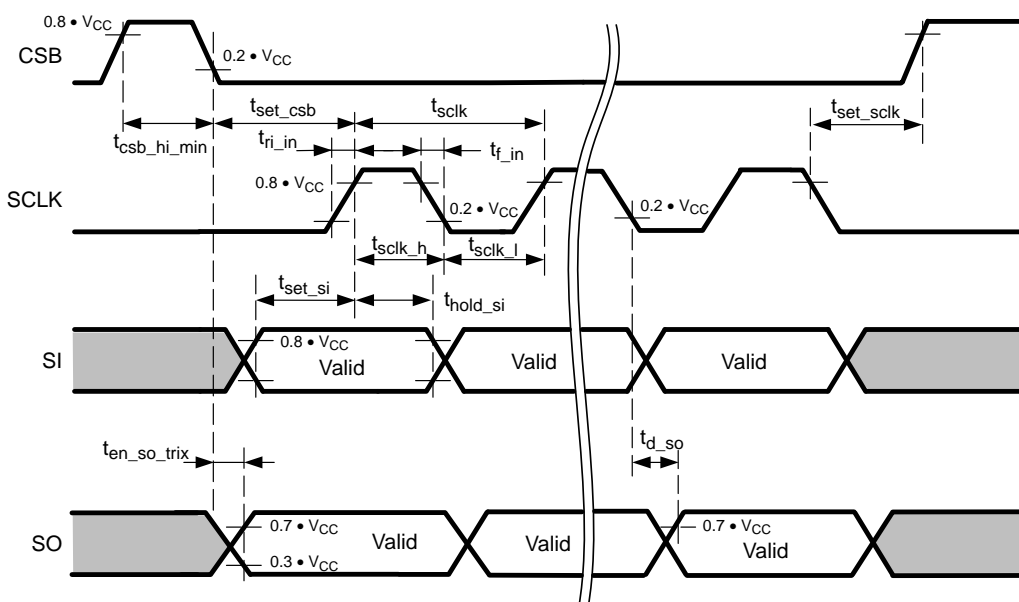 0.8 • VCC
CSB
0.2 • VCC
tset_csb
tsclk
tset_sclk
tcsb_hi_min
tri_in
tf_in
0.8 • VCC
SCLK
0.2 • VCC
0.2 • VCC
tsclk_h
tsclk_l
tset_si
thold_si
0.8 • VCC
SI
Valid
Valid
Valid
ten_so_trix
td_so
0.7 • VCC
0.7 • VCC
SO
Valid
Valid
Valid
0.3 • VCC